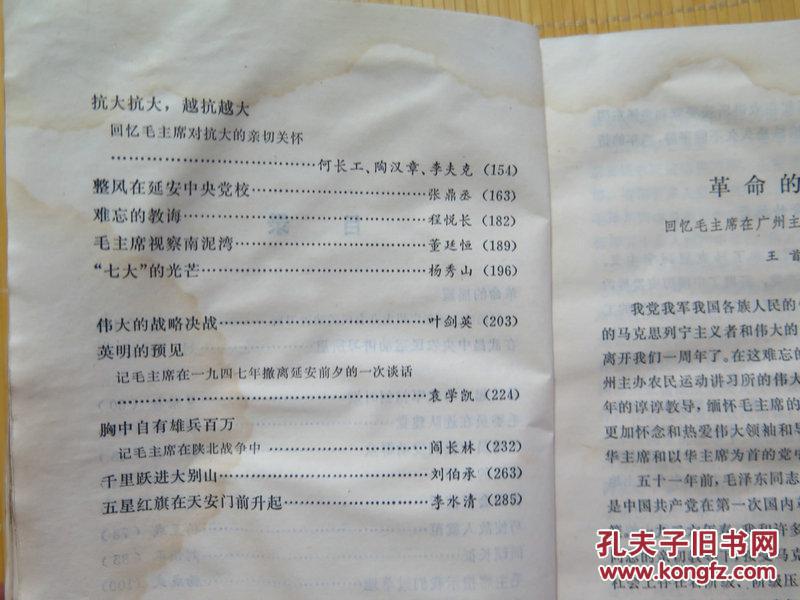 抗大抗大，越抗越大
回忆毛主席对抗大的亲切关怀
……………………何长工、陶汉章、李夫克(154)
整风在延安中央党校……………………张鼎丞(163)
难忘的教诲……………………程悦长(182)
毛主席视察南泥湾……………………董廷恒(189)
“七大”的光芒……………………杨秀山(196)
伟大的战略决战……………………叶剑英(203)
英明的预见
记毛主席在一九四七年撤离延安前夕的一次谈话
……………………袁学凯(224)
胸中自有雄兵百万
记毛主席在陕北战争中……………………阎长林(232)
千里跃进大别山……………………刘伯承(263)
五星红旗在天安门前升起……………………李水清(285)
革命的
回忆毛主席在广州主
王首
我党我军我国各族人民的
的马克思列宁主义者和伟大的
离开我们一周年了。在这难忘的
州主办农民运动讲习所的伟大
年的谆谆教导，缅怀毛主席的
更加怀念和热爱伟大领袖和导
华主席和以华主席为首的党中
五十一年前，毛泽东同志
是中国共产党在第一次国内
孔夫子旧书网
www.kongfz.com